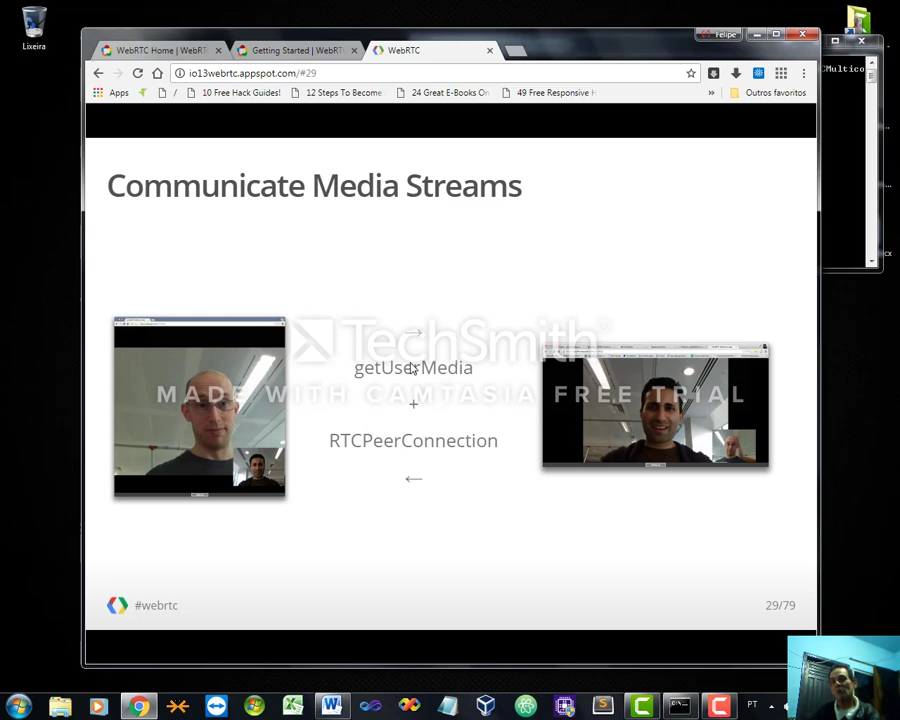 Lixeira
Felipe
WebRTC Home | WebRT
Getting Started | WebRT
WebRTC
io13webrtc.appspot.com/#29
Apps
/
10 Free Hack Guides!
12 Steps To Become
24 Great E-Books On
49 Free Responsive H
»
Outros favoritos
CMultico
cx
Communicate Media Streams
→
TechSmith
getUserMedia
MADE WITH CAMTASIA FREE TRIAL
+
RTCPeerConnection
←
#webrtc
29/79
PT